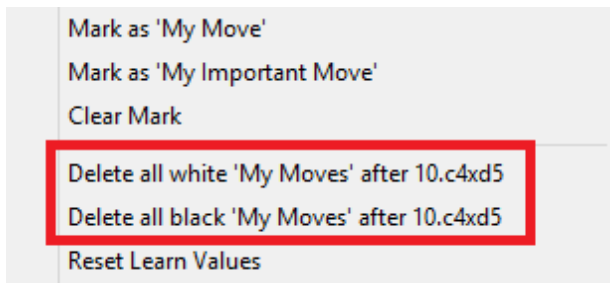 Mark as 'My Move'
Mark as 'My Important Move'
Clear Mark
Delete all white 'My Moves' after 10.c4xd5
Delete all black 'My Moves' after 10.c4xd5
Reset Learn Values